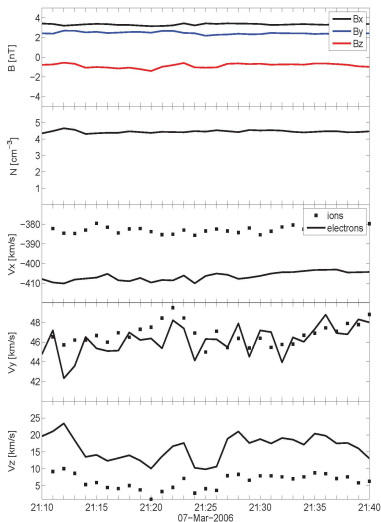 4
2
0
−2
−4
B [nT]
Bx
By
Bz
5
4
3
2
1
N [cm−3]
−380
−390
−400
−410
Vx [km/s]
ions
electrons
48
46
44
42
Vy [km/s]
25
20
15
10
5
Vz [km/s]
21:10 21:15 21:20 21:25 21:30 21:35 21:40
07−Mar−2006